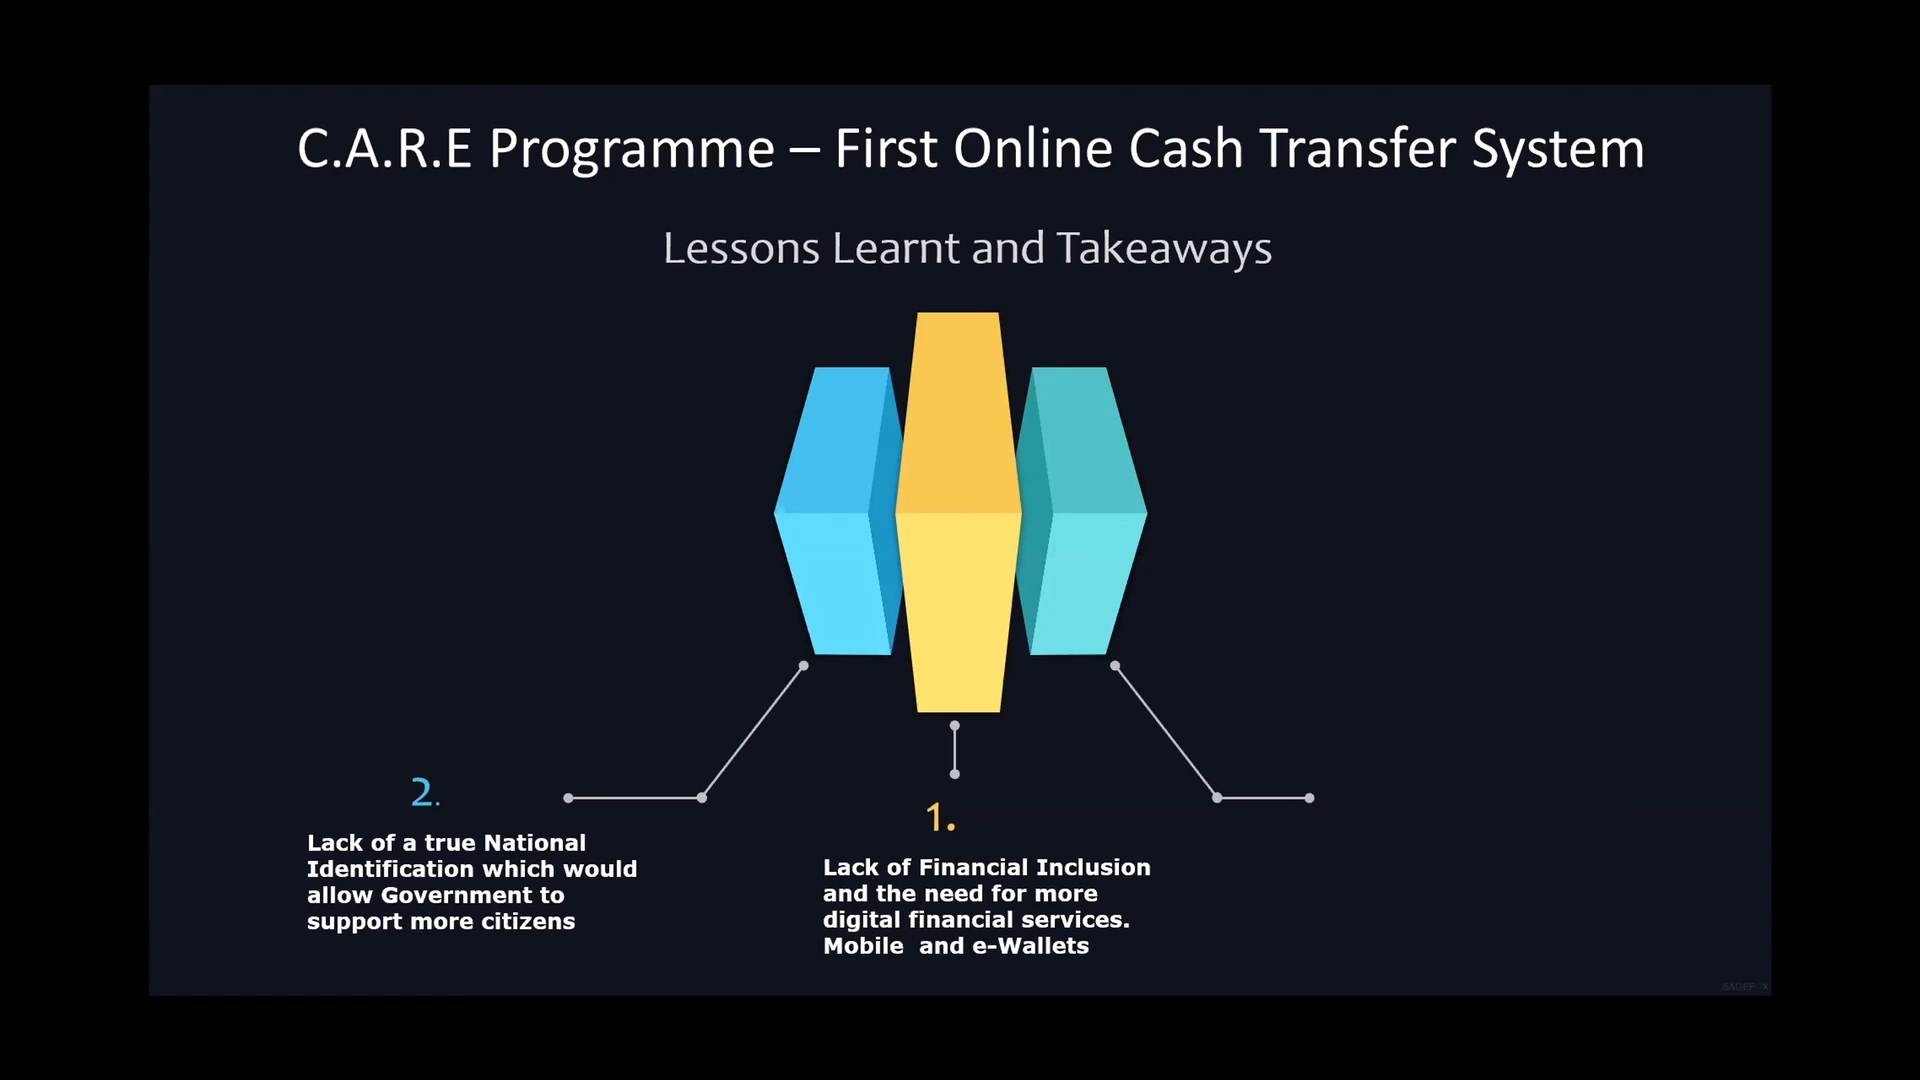 C.A.R.E Programme – First Online Cash Transfer System
Lessons Learnt and Takeaways
2.
Lack of a true National
Identification which would
allow Government to
support more citizens
1.
Lack of Financial Inclusion
and the need for more
digital financial services.
Mobile  and e-Wallets